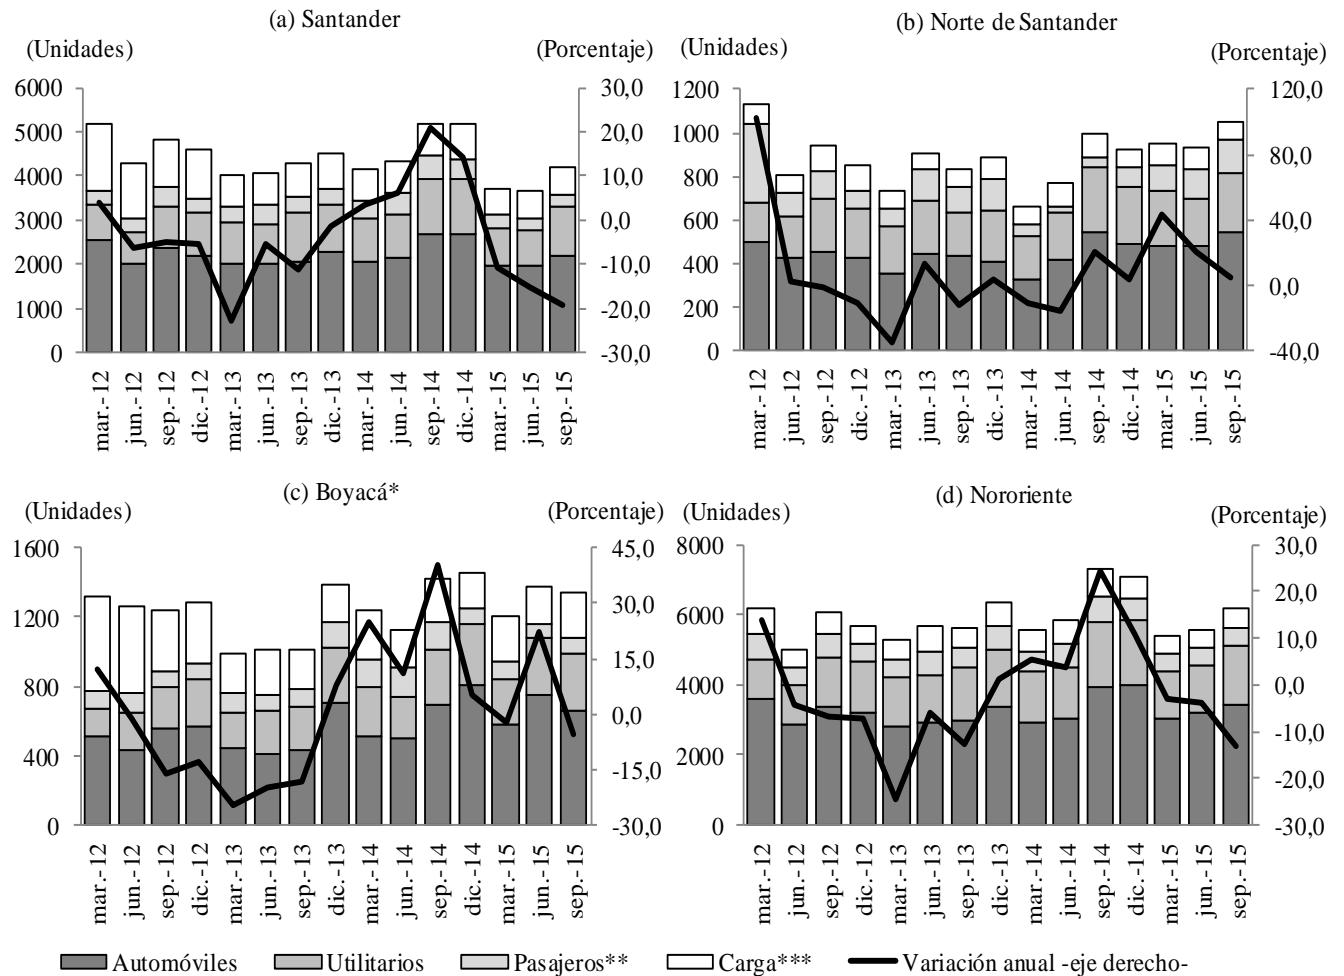 (a) Santander
(Unidades)
(Porcentaje)
6000
5000
4000
3000
2000
1000
0
30,0
20,0
10,0
0,0
-10,0
-20,0
-30,0
mar.-12
jun.-12
sep.-12
dic.-12
mar.-13
jun.-13
sep.-13
dic.-13
mar.-14
jun.-14
sep.-14
dic.-14
mar.-15
jun.-15
sep.-15
(b) Norte de Santander
(Unidades)
(Porcentaje)
1200
1000
800
600
400
200
0
120,0
80,0
40,0
0,0
-40,0
mar.-12
jun.-12
sep.-12
dic.-12
mar.-13
jun.-13
sep.-13
dic.-13
mar.-14
jun.-14
sep.-14
dic.-14
mar.-15
jun.-15
sep.-15
(c) Boyacá*
(Unidades)
(Porcentaje)
1600
1200
800
400
0
45,0
30,0
15,0
0,0
-15,0
-30,0
mar.-12
jun.-12
sep.-12
dic.-12
mar.-13
jun.-13
sep.-13
dic.-13
mar.-14
jun.-14
sep.-14
dic.-14
mar.-15
jun.-15
sep.-15
(d) Nororiente
(Unidades)
(Porcentaje)
8000
6000
4000
2000
0
30,0
20,0
10,0
0,0
-10,0
-20,0
-30,0
mar.-12
jun.-12
sep.-12
dic.-12
mar.-13
jun.-13
sep.-13
dic.-13
mar.-14
jun.-14
sep.-14
dic.-14
mar.-15
jun.-15
sep.-15
Automóviles Utilitarios Pasajeros** Carga*** Variación anual -eje derecho-